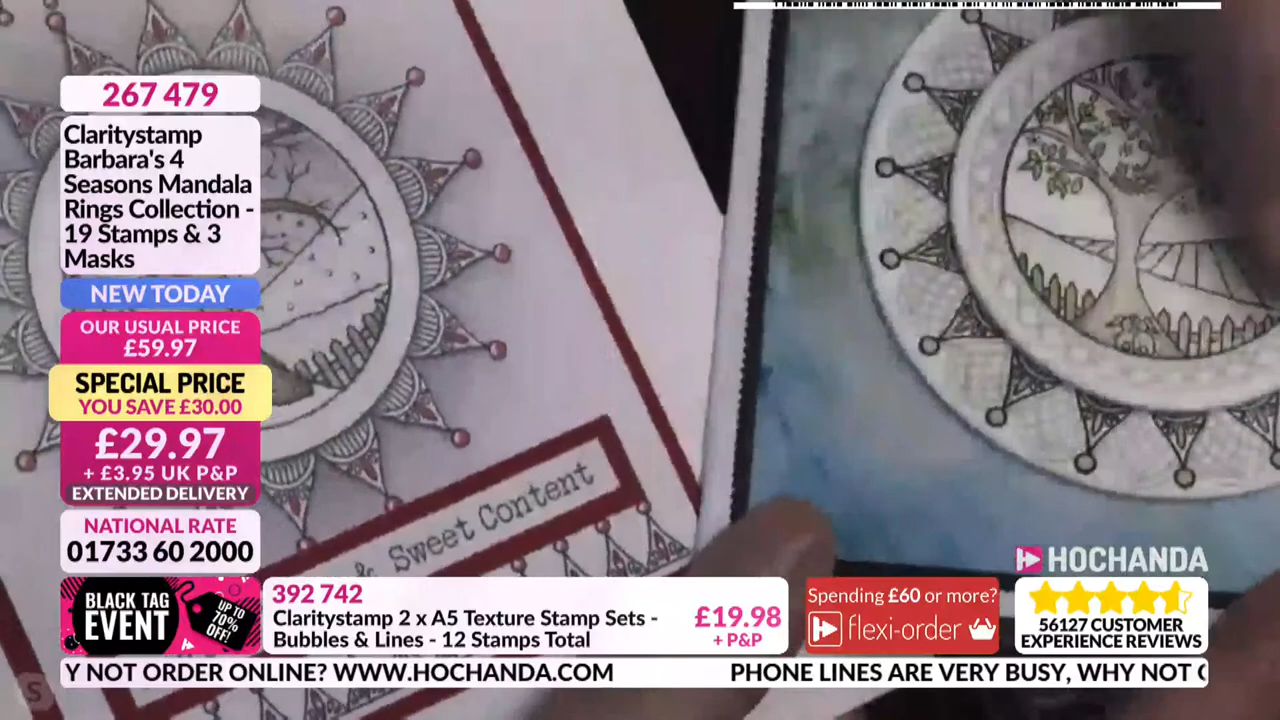 267 479
Claritystamp
Barbara's 4
Seasons Mandala
Rings Collection -
19 Stamps & 3
Masks
NEW TODAY
OUR USUAL PRICE
£59.97
SPECIAL PRICE
YOU SAVE £30.00
£29.97
+ £3.95 UK P&P
EXTENDED DELIVERY
NATIONAL RATE
01733 60 2000
& Sweet Content
HOCHANDA
BLACK TAG
EVENT
UP TO
70%
OFF!
392 742
Claritystamp 2 x A5 Texture Stamp Sets -
Bubbles & Lines - 12 Stamps Total
£19.98
+ P&P
Spending £60 or more?
flexi-order
56127 CUSTOMER
EXPERIENCE REVIEWS
Y NOT ORDER ONLINE? WWW.HOCHANDA.COM PHONE LINES ARE VERY BUSY, WHY NOT
S